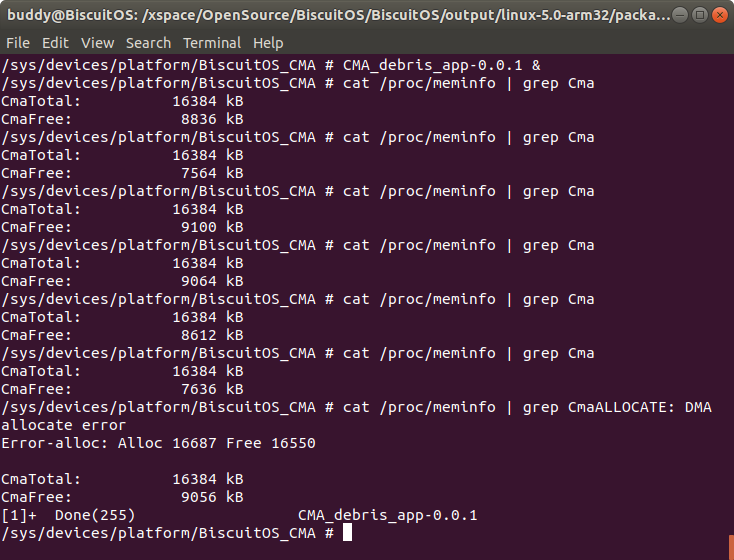 buddy@BiscuitOS: /xspace/OpenSource/BiscuitOS/BiscuitOS/output/linux-5.0-arm32/packa...
File Edit View Search Terminal Help
/sys/devices/platform/BiscuitOS_CMA # CMA_debris_app-0.0.1 &
/sys/devices/platform/BiscuitOS_CMA # cat /proc/meminfo | grep Cma
CmaTotal:          16384 kB
CmaFree:            8836 kB
/sys/devices/platform/BiscuitOS_CMA # cat /proc/meminfo | grep Cma
CmaTotal:          16384 kB
CmaFree:            7564 kB
/sys/devices/platform/BiscuitOS_CMA # cat /proc/meminfo | grep Cma
CmaTotal:          16384 kB
CmaFree:            9100 kB
/sys/devices/platform/BiscuitOS_CMA # cat /proc/meminfo | grep Cma
CmaTotal:          16384 kB
CmaFree:            9064 kB
/sys/devices/platform/BiscuitOS_CMA # cat /proc/meminfo | grep Cma
CmaTotal:          16384 kB
CmaFree:            8612 kB
/sys/devices/platform/BiscuitOS_CMA # cat /proc/meminfo | grep Cma
CmaTotal:          16384 kB
CmaFree:            7636 kB
/sys/devices/platform/BiscuitOS_CMA # cat /proc/meminfo | grep CmaALLOCATE: DMA
allocate error
Error-alloc: Alloc 16687 Free 16550
CmaTotal:          16384 kB
CmaFree:            9056 kB
[1]+  Done(255)                  CMA_debris_app-0.0.1
/sys/devices/platform/BiscuitOS_CMA #